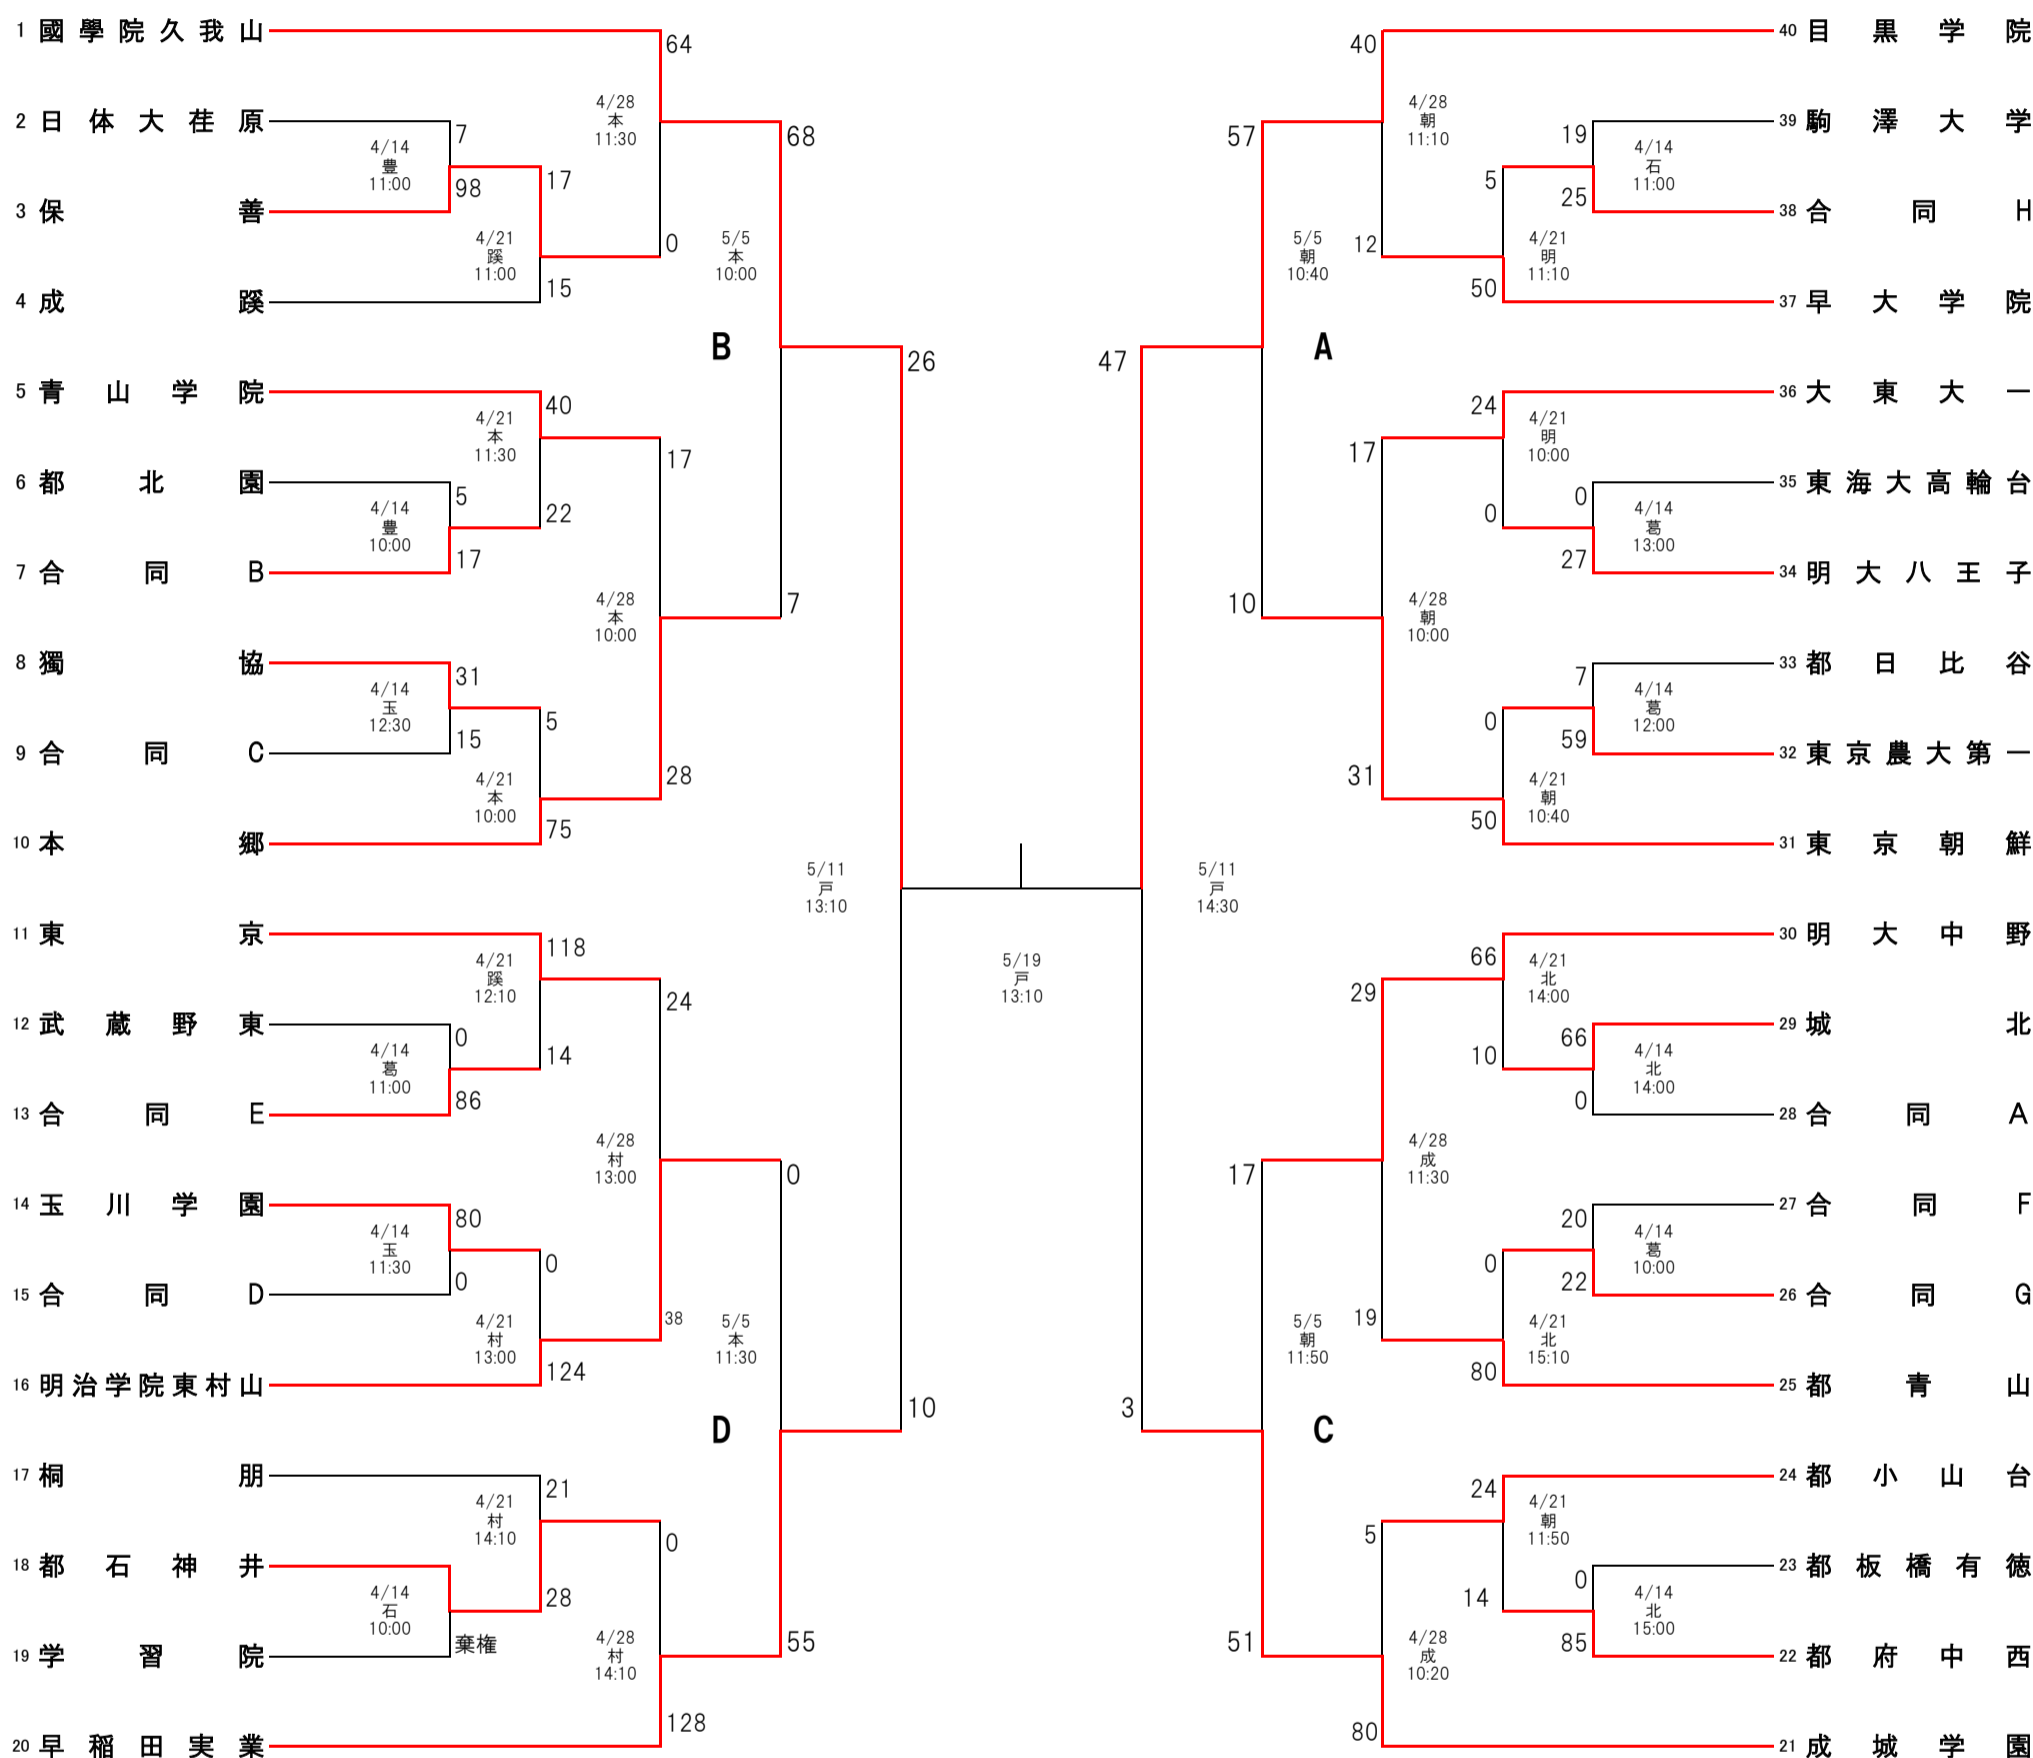 1 國學院久我山
64
4/28
本
11:30
2 日体大荏原
7
4/14
豊
11:00
68
98
17
3 保善
4/21
蹊
11:00
0
5/5
本
10:00
15
4 成蹊
B
26
5 青山学院
40
4/21
本
11:30
17
6 都北園
5
4/14
豊
10:00
22
17
7 合同B
4/28
本
10:00
7
8 獨協
31
4/14
玉
12:30
5
15
9 合同C
28
4/21
本
10:00
75
10 本郷
5/11
戸
13:10
11 東京
118
4/21
蹊
12:10
24
12 武蔵野東
0
4/14
葛
11:00
14
86
13 合同E
4/28
村
13:00
0
14 玉川学園
80
4/14
玉
11:30
0
0
15 合同D
38
4/21
村
13:00
5/5
本
11:30
124
16 明治学院東村山
D
10
17 桐朋
21
4/21
村
14:10
0
18 都石神井
4/14
石
10:00
28
棄権
19 学習院
4/28
村
14:10
55
128
20 早稲田実業
5/19
戸
13:10
40 目黒学院
40
4/28
朝
11:10
39 駒澤大学
19
4/14
石
11:00
57
5
25
38 合同H
5/5
朝
10:40
12
4/21
明
11:10
50
37 早大学院
A
47
36 大東大一
24
4/21
明
10:00
17
35 東海大高輪台
0
4/14
葛
13:00
0
27
34 明大八王子
10
4/28
朝
10:00
33 都日比谷
7
4/14
葛
12:00
0
59
32 東京農大第一
31
4/21
朝
10:40
50
31 東京朝鮮
5/11
戸
14:30
30 明大中野
66
4/21
北
14:00
29
29 城北
66
4/14
北
14:00
10
0
28 合同A
4/28
成
11:30
17
27 合同F
20
4/14
葛
10:00
0
22
26 合同G
5/5
朝
11:50
19
4/21
北
15:10
80
25 都青山
3
C
24 都小山台
24
4/21
朝
11:50
5
23 都板橋有徳
0
4/14
北
15:00
14
85
22 都府中西
51
4/28
成
10:20
80
21 成城学園